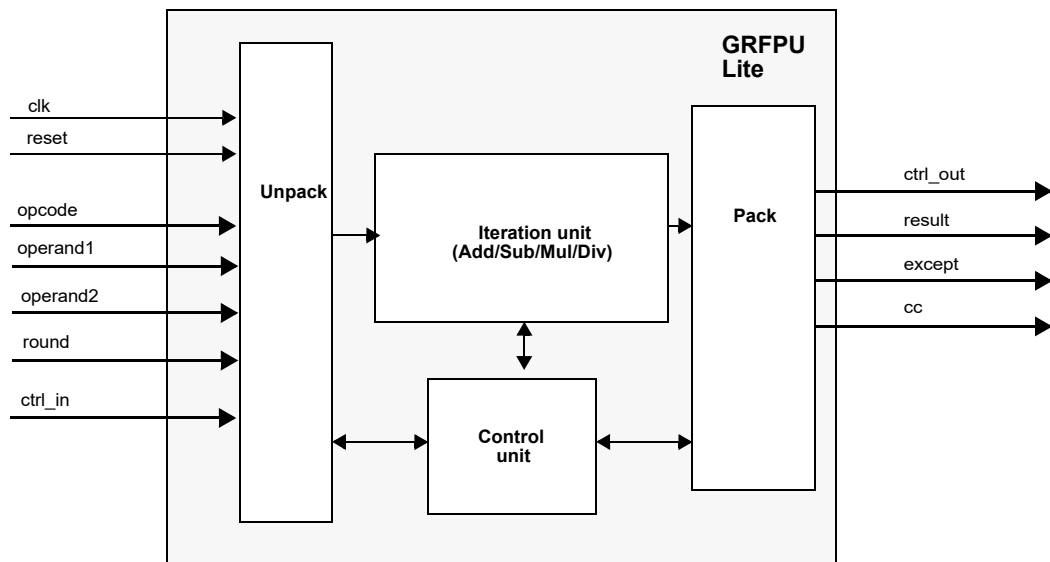 GRFPU
Lite
clk
reset
opcode
operand1
operand2
round
ctrl_in
Unpack
Iteration unit
(Add/Sub/Mul/Div)
Control
unit
Pack
ctrl_out
result
except
cc